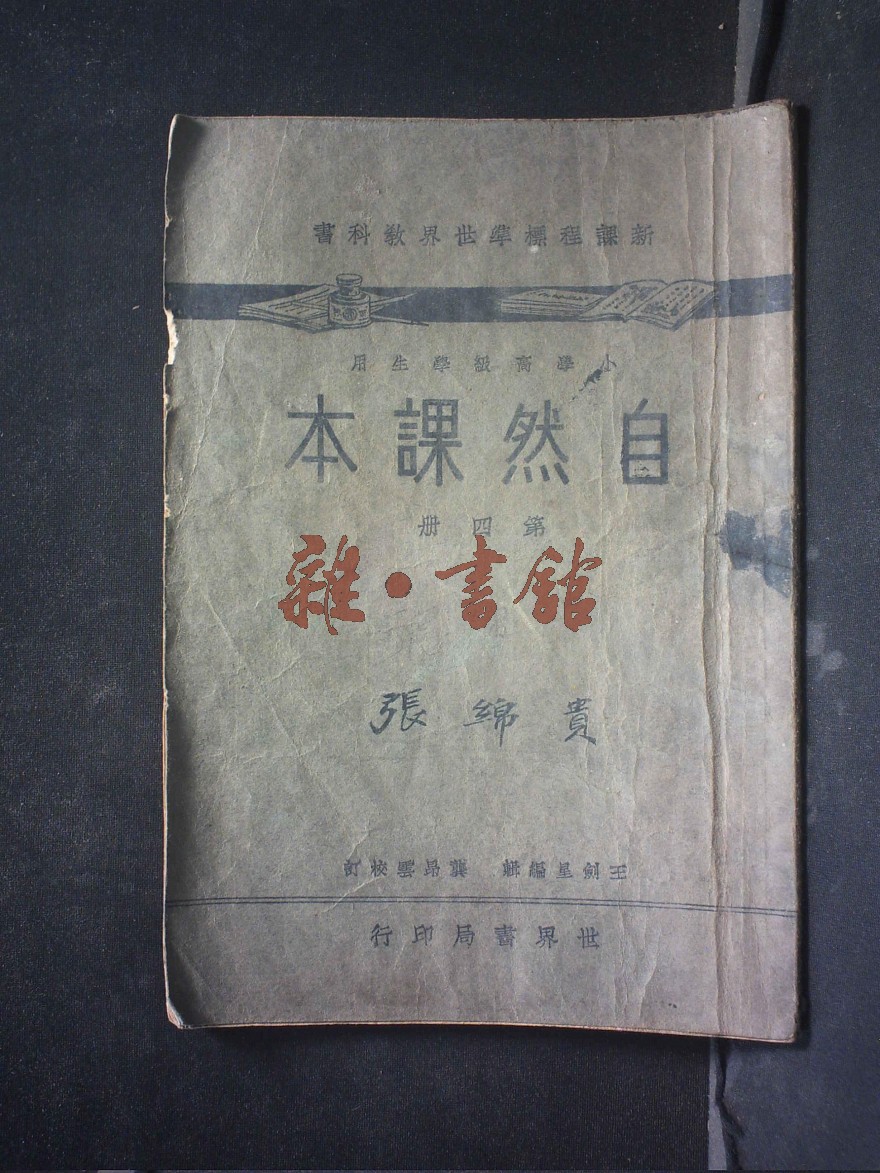 新課程標準世界教科書
小學高級學生用
自然課本
第四冊
雜·書館
張綿貴
王劍星編輯 龔昂雲校訂
世界書局印行